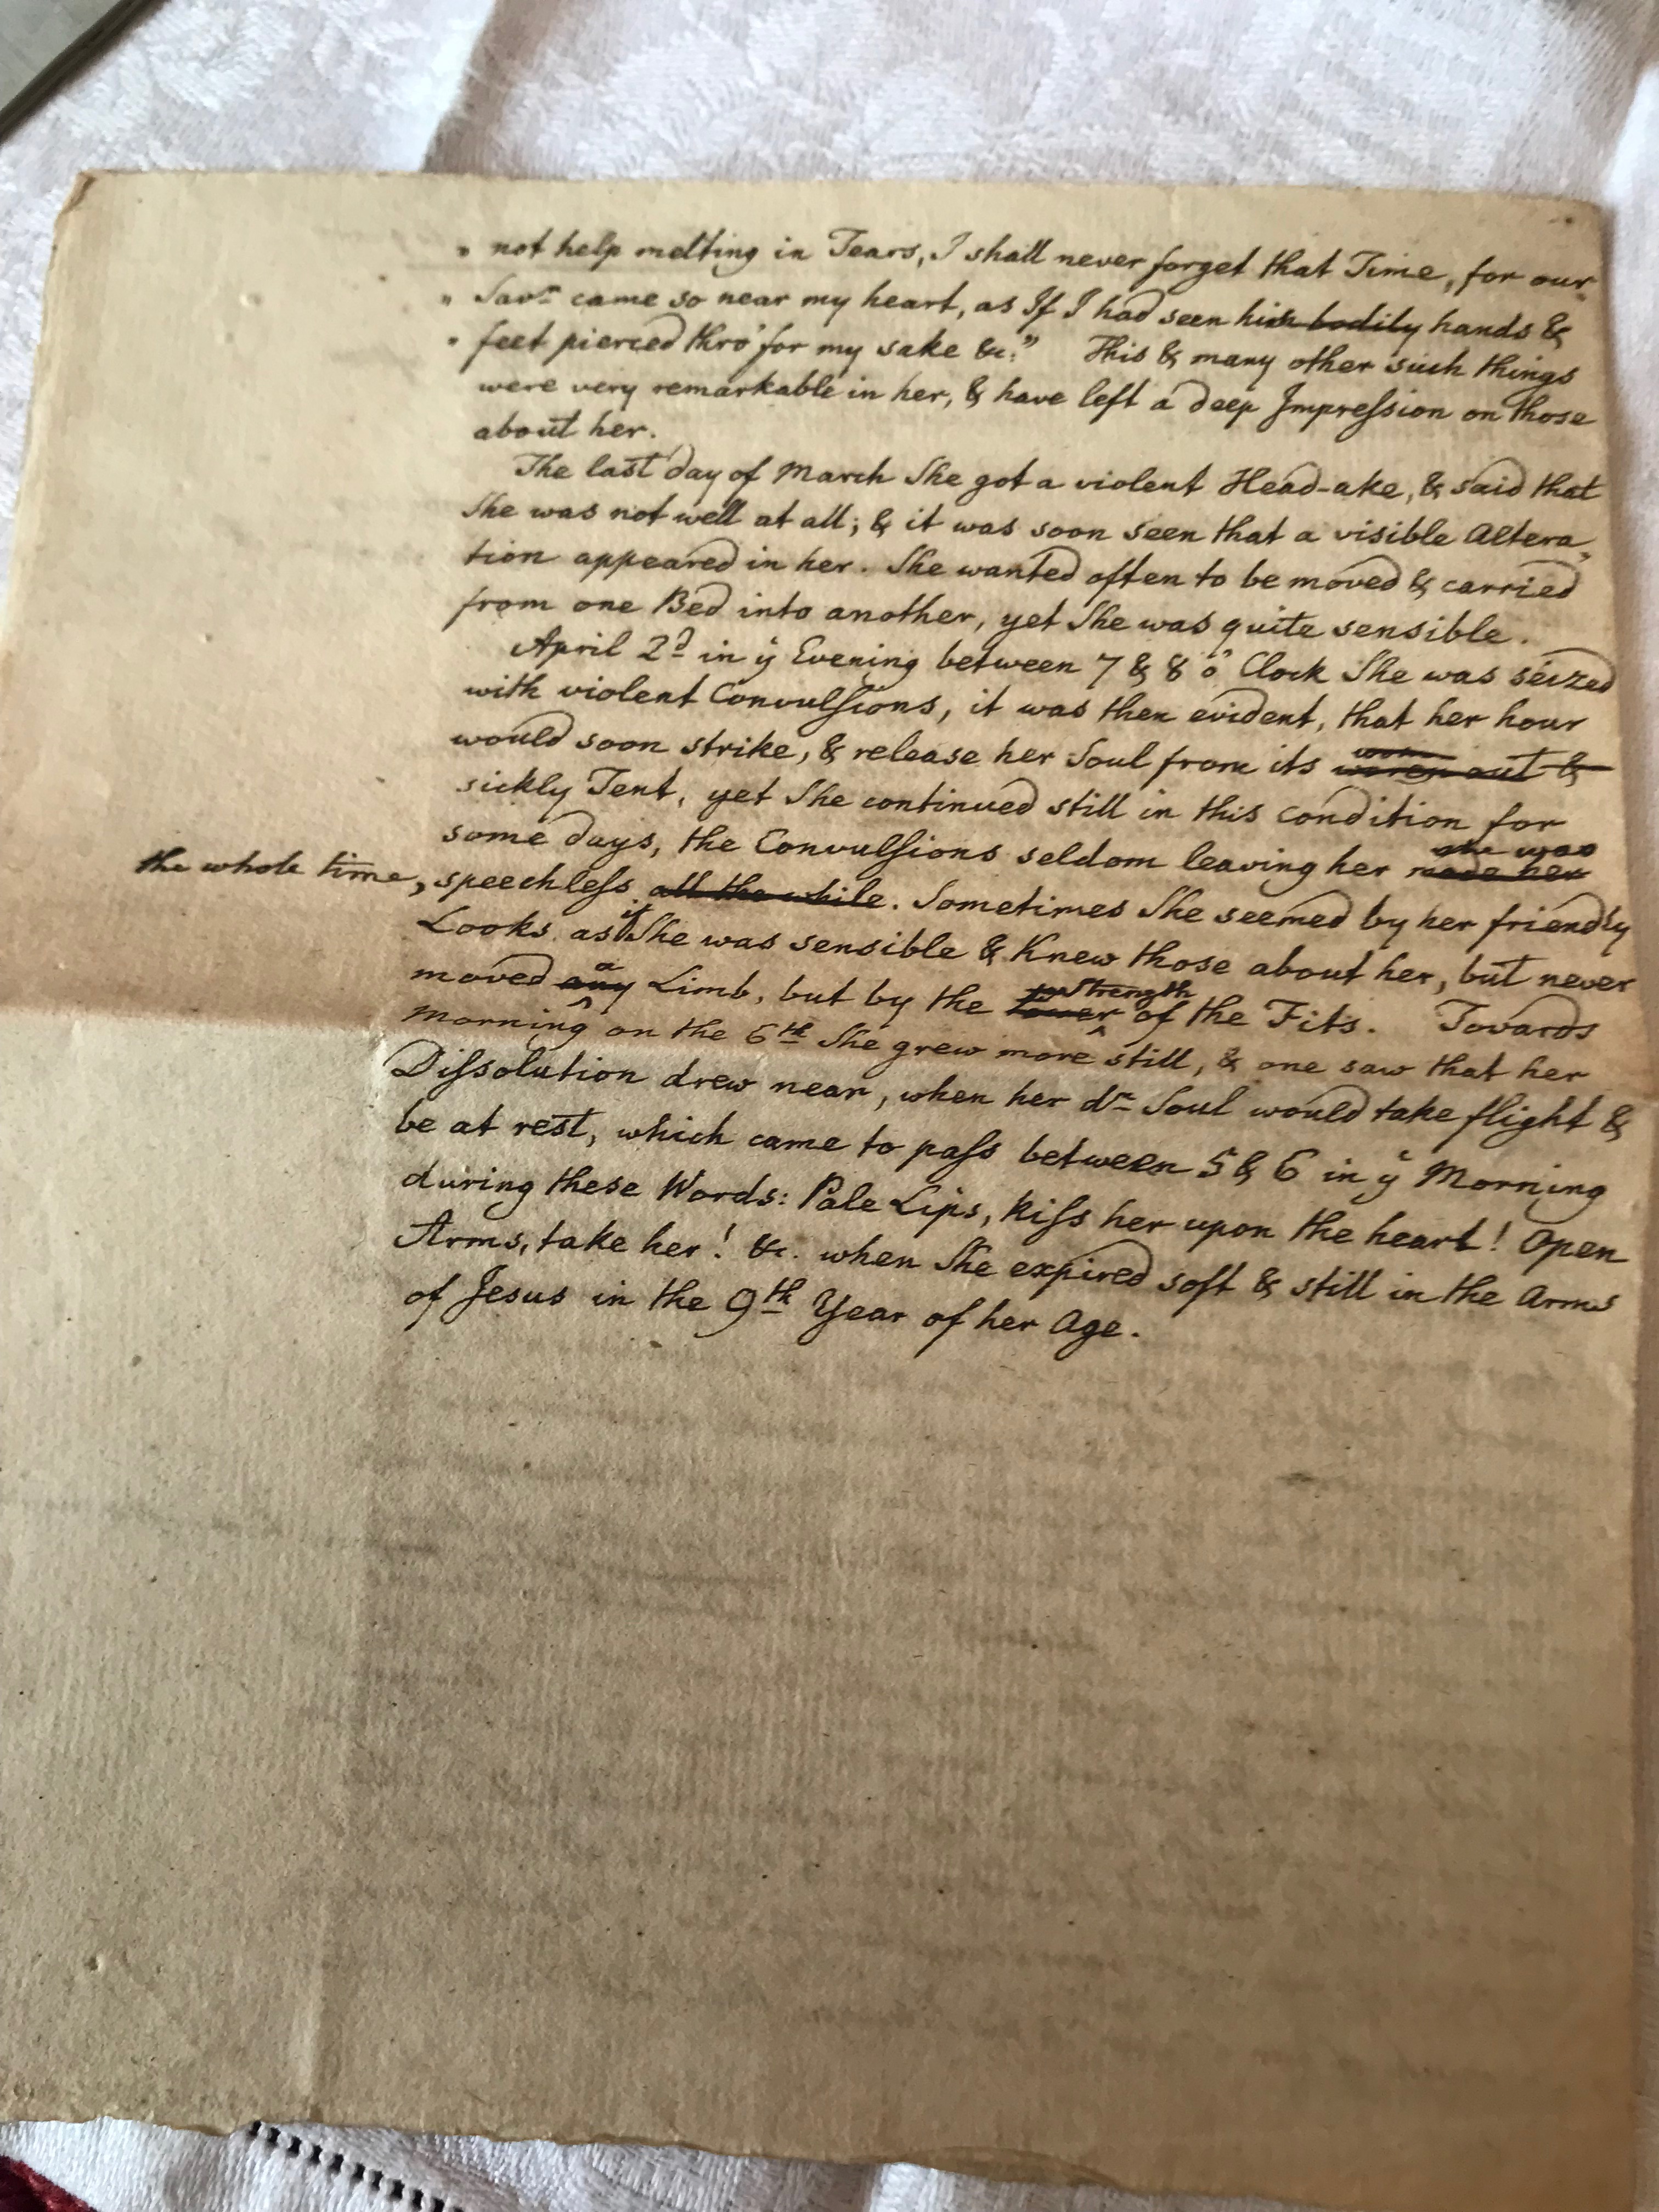 " not help melting in Tears, I shall never forget that Time, for our
" Savr came so near my heart, as If I had seen his bodily hands &
" feet pierced thro' for my sake &c." This & many other such things
were very remarkable in her, & have left a deep Impression on those
about her.
The last day of March She got a violent Head-ake, & said that
She was not well at all; & it was soon seen that a visible Altera-
tion appeared in her. She wanted often to be moved & carried
from one Bed into another, yet She was quite sensible.
April 2d in ye Evening between 7 & 8 o' Clock She was seized
with violent Convulsions, it was then evident, that her hour
would soon strike, & release her Soul from its worn out &
sickly Tent, yet She continued still in this condition for
some days, the Convulsions seldom leaving her made her she was
the whole time, speechless all the while. Sometimes She seemed by her friendly
Looks as if She was sensible & Knew those about her, but never
moved any a Limb, but by the Strength of the Fits. Towards
Morning on the 6th She grew more still, & one saw that her
Dissolution drew near, when her dr Soul would take flight &
be at rest, which came to pass between 5 & 6 in ye Morning
during these Words: Pale Lips, Kiss her upon the heart! Open
Arms, take her! &c. when She expired soft & still in the Arms
of Jesus in the 9th Year of her Age.